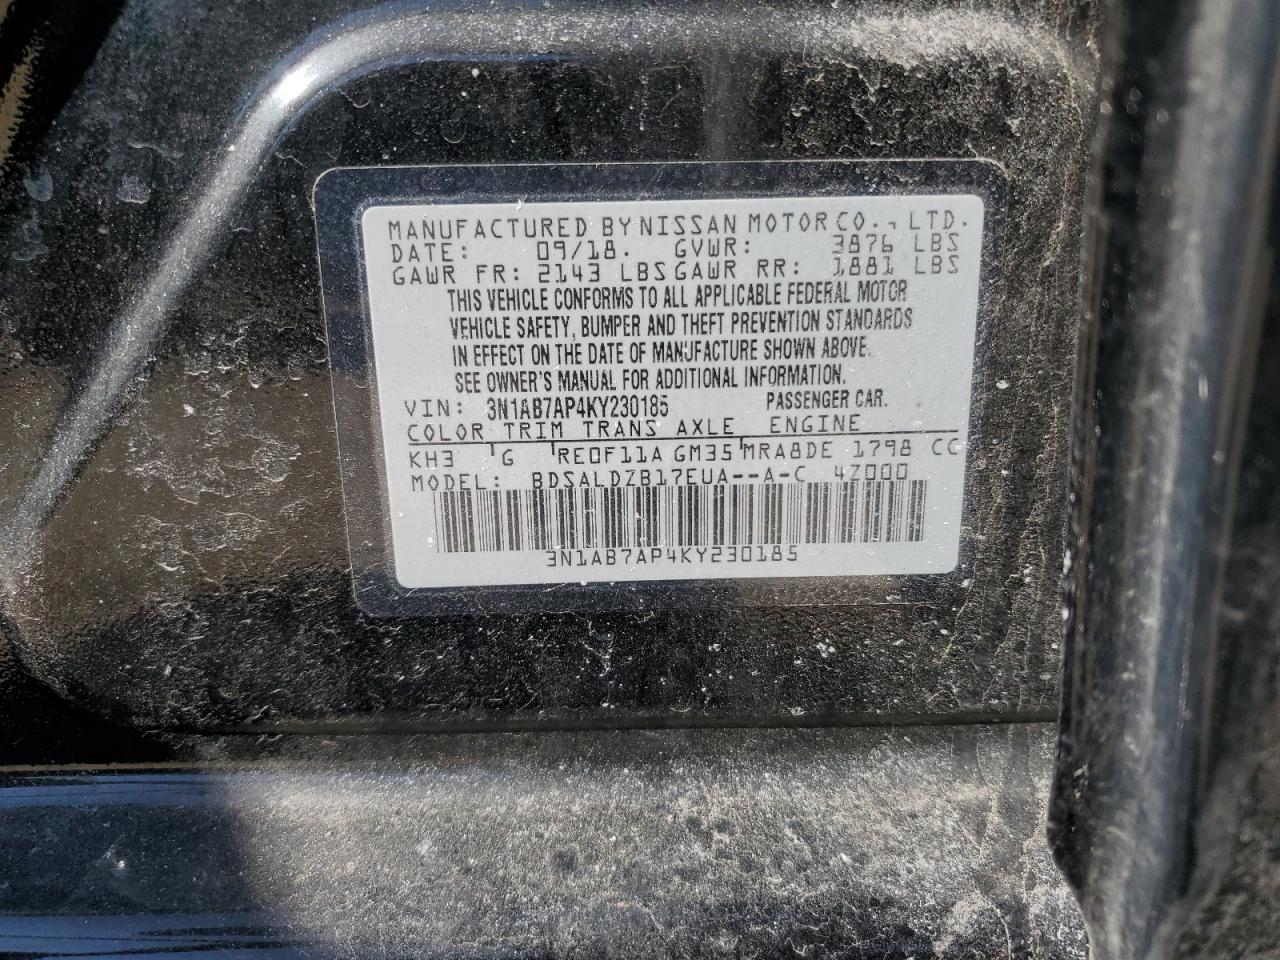 MANUFACTURED BY NISSAN MOTOR CO., LTD.
DATE: 09/18. GVWR: 3876 LBS
GAWR FR: 2143 LBS GAWR RR: 1881 LBS
THIS VEHICLE CONFORMS TO ALL APPLICABLE FEDERAL MOTOR
VEHICLE SAFETY, BUMPER AND THEFT PREVENTION STANDARDS
IN EFFECT ON THE DATE OF MANUFACTURE SHOWN ABOVE.
SEE OWNER'S MANUAL FOR ADDITIONAL INFORMATION.
VIN: 3N1AB7AP4KY230185 PASSENGER CAR.
COLOR TRIM TRANS AXLE ENGINE
KH3 G RE0F11A GM35 MRA8DE 1798 CC
MODEL: BDSALDZB17EUA--A-C 4Z000
3N1AB7AP4KY230185